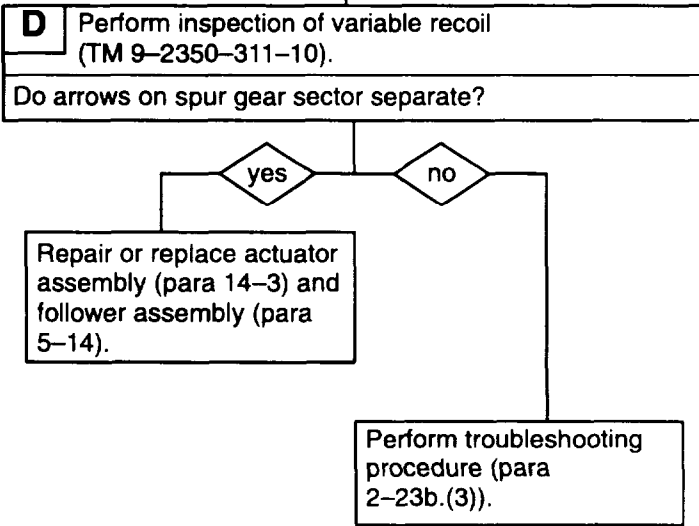 D Perform inspection of variable recoil
(TM 9–2350–311–10).
Do arrows on spur gear sector separate?
yes no
Repair or replace actuator
assembly (para 14–3) and
follower assembly (para
5–14).
Perform troubleshooting
procedure (para
2–23b.(3)).